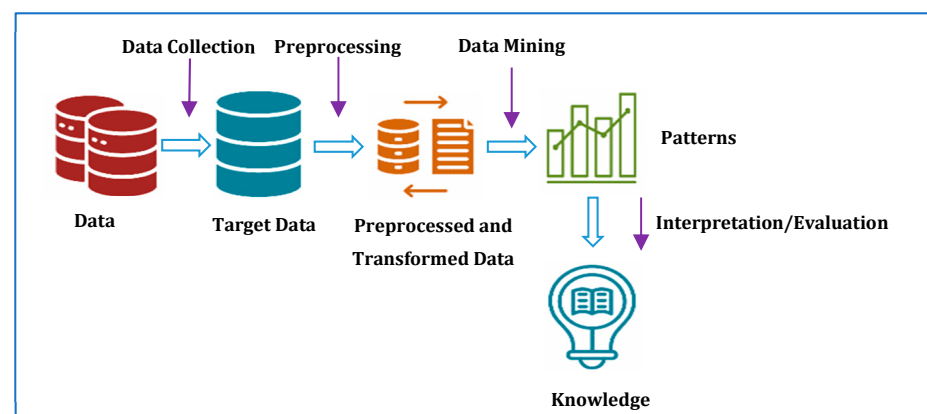 Data Collection
Preprocessing
Data Mining
Patterns
Data
Target Data
Preprocessed and
Transformed Data
Interpretation/Evaluation
Knowledge